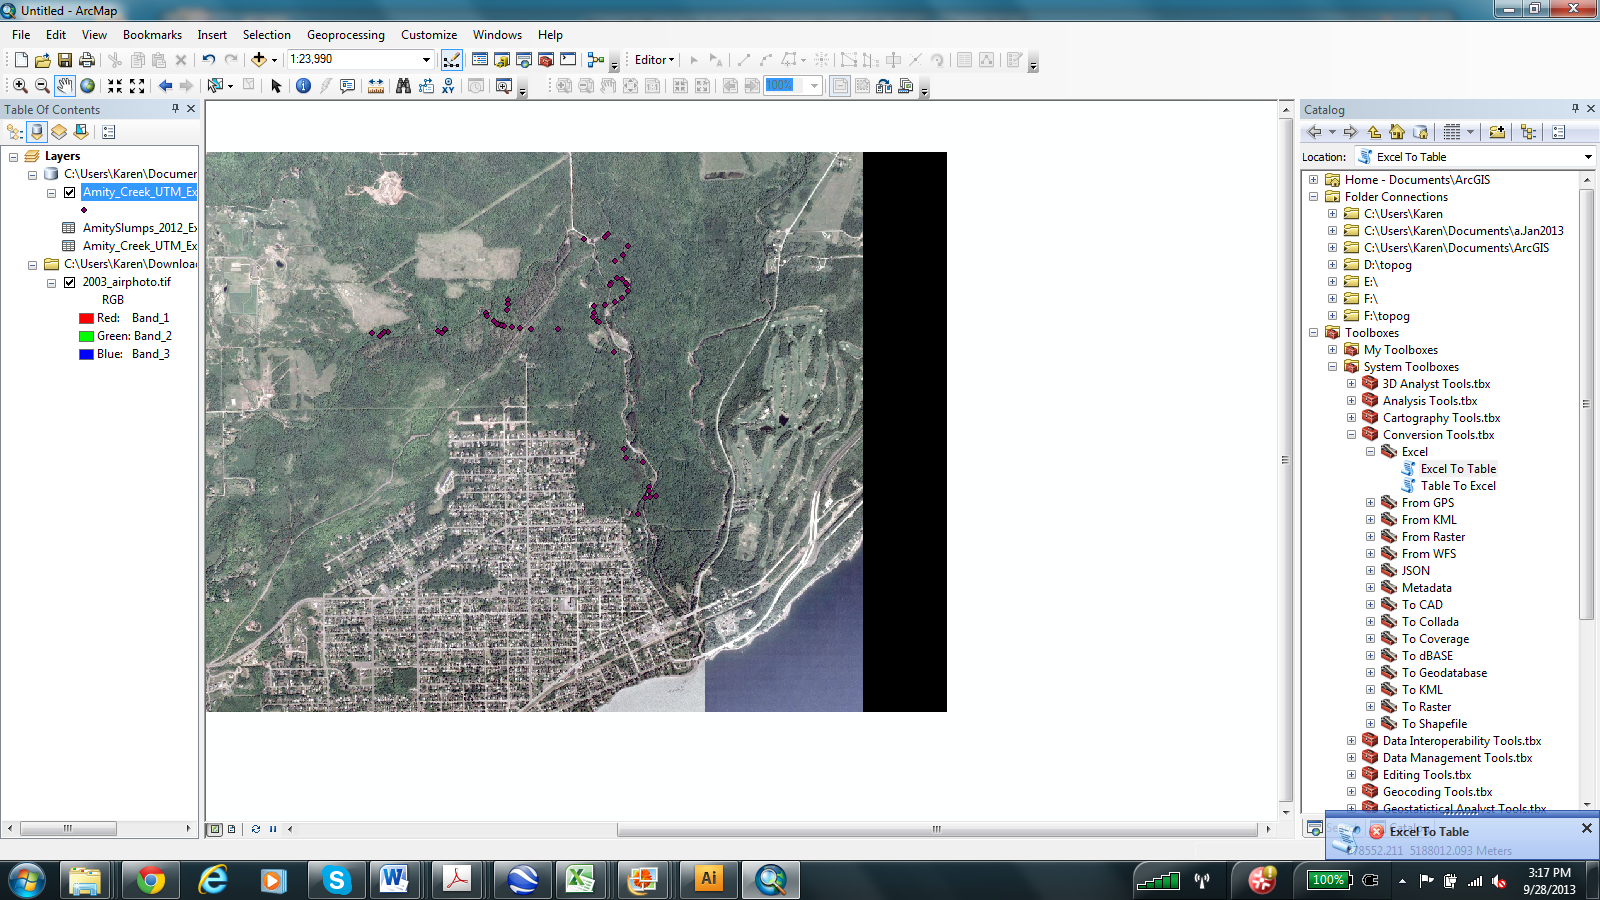 Untitled - ArcMap
File Edit View Bookmarks Insert Selection Geoprocessing Customize Windows Help
1:23,990
Editor
100%
Table Of Contents
Layers
C:\Users\Karen\Documer
Amity_Creek_UTM_Ex
AmitySlumps_2012_Ex
Amity_Creek_UTM_Ex
C:\Users\Karen\Downloa
2003_airphoto.tif
RGB
Red: Band_1
Green: Band_2
Blue: Band_3
Catalog
Location: Excel To Table
Home - Documents\ArcGIS
Folder Connections
C:\Users\Karen
C:\Users\Karen\Documents\a.Jan2013
C:\Users\Karen\Documents\ArcGIS
D:\topog
E:\
F:\
F:\topog
Toolboxes
My Toolboxes
System Toolboxes
3D Analyst Tools.tbx
Analysis Tools.tbx
Cartography Tools.tbx
Conversion Tools.tbx
Excel
Excel To Table
Table To Excel
From GPS
From KML
From Raster
From WFS
JSON
Metadata
To CAD
To Collada
To Coverage
To dBASE
To Geodatabase
To KML
To Raster
To Shapefile
Data Interoperability Tools.tbx
Data Management Tools.tbx
Editing Tools.tbx
Geocoding Tools.tbx
Geostatistical Analyst Tools.tbx
Excel To Table
5188012.093 Meters
100%
3:17 PM
9/28/2013